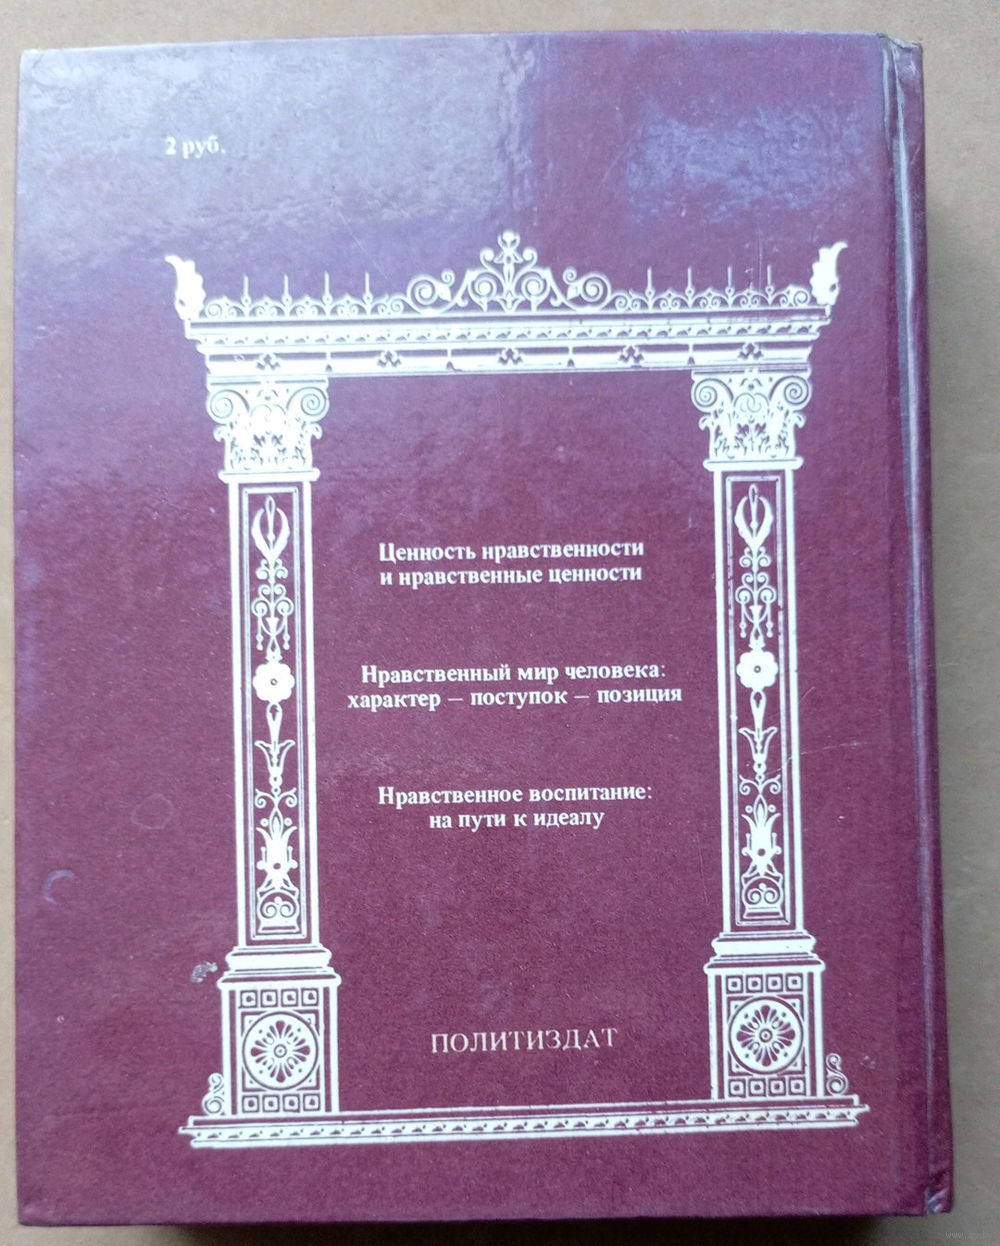 2 руб.
Ценность нравственности
и нравственные ценности
Нравственный мир человека:
характер — поступок — позиция
Нравственное воспитание:
на пути к идеалу
ПОЛИТИЗДАТ